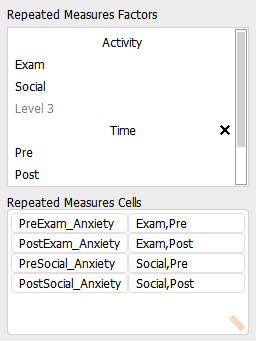 Repeated Measures Factors
Activity
Exam
Social
Level 3
Time
Pre
Post
Repeated Measures Cells
PreExam_Anxiety Exam,Pre
PostExam_Anxiety Exam,Post
PreSocial_Anxiety Social,Pre
PostSocial_Anxiety Social,Post